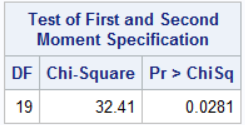 Test of First and Second
Moment Specification
DF Chi-Square Pr > ChiSq
19 32.41 0.0281